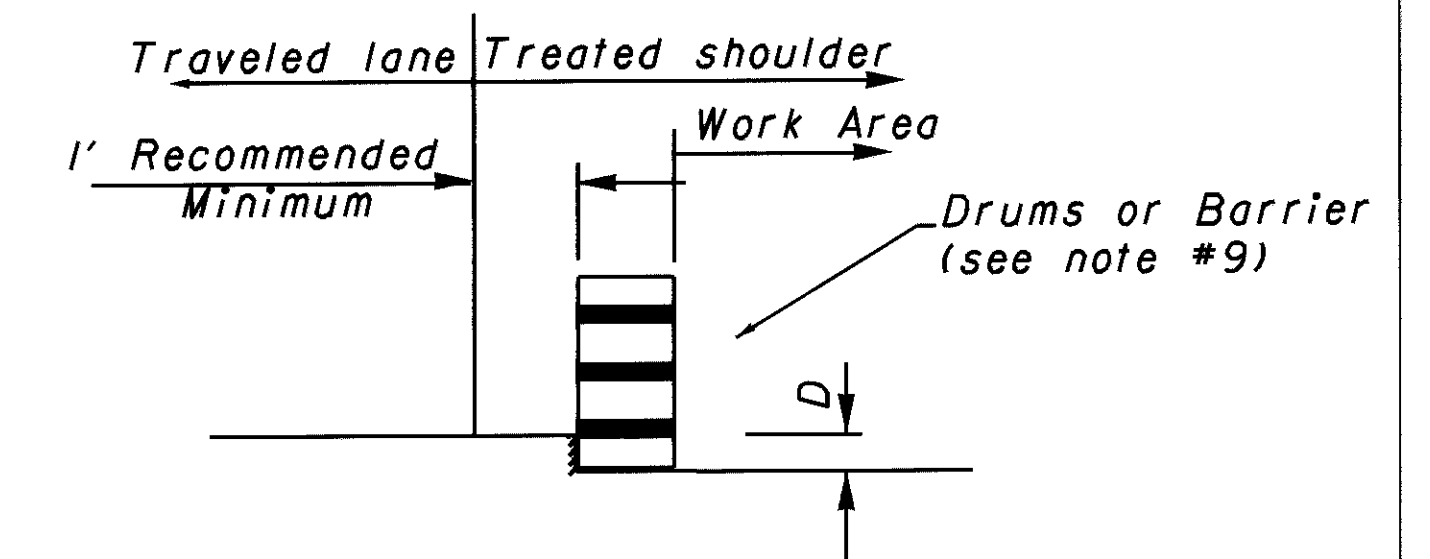 Traveled lane Treated shoulder
Work Area
1' Recommended
Minimum
Drums or Barrier
(see note #9)
D